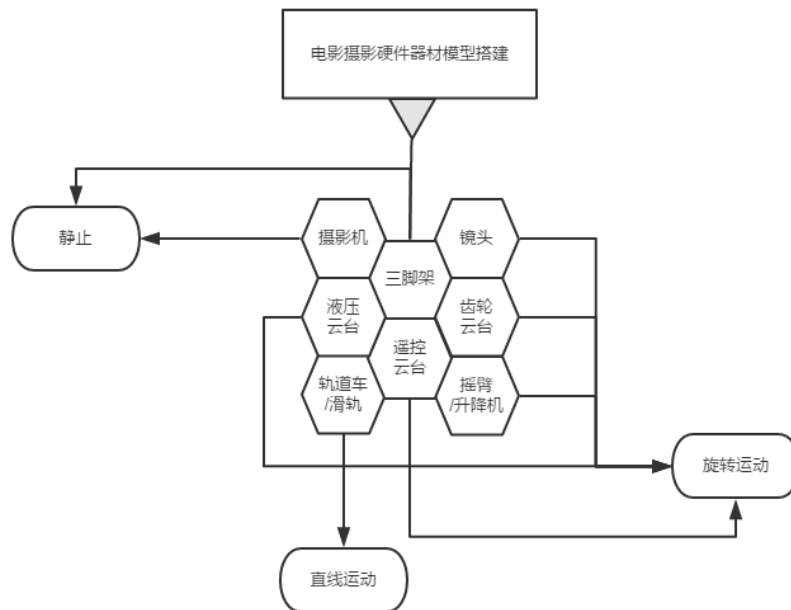 电影摄影硬件器材模型搭建
静止
摄影机
镜头
三脚架
液压
云台
齿轮
云台
遥控
云台
轨道车
/滑轨
摇臂
/升降机
旋转运动
直线运动